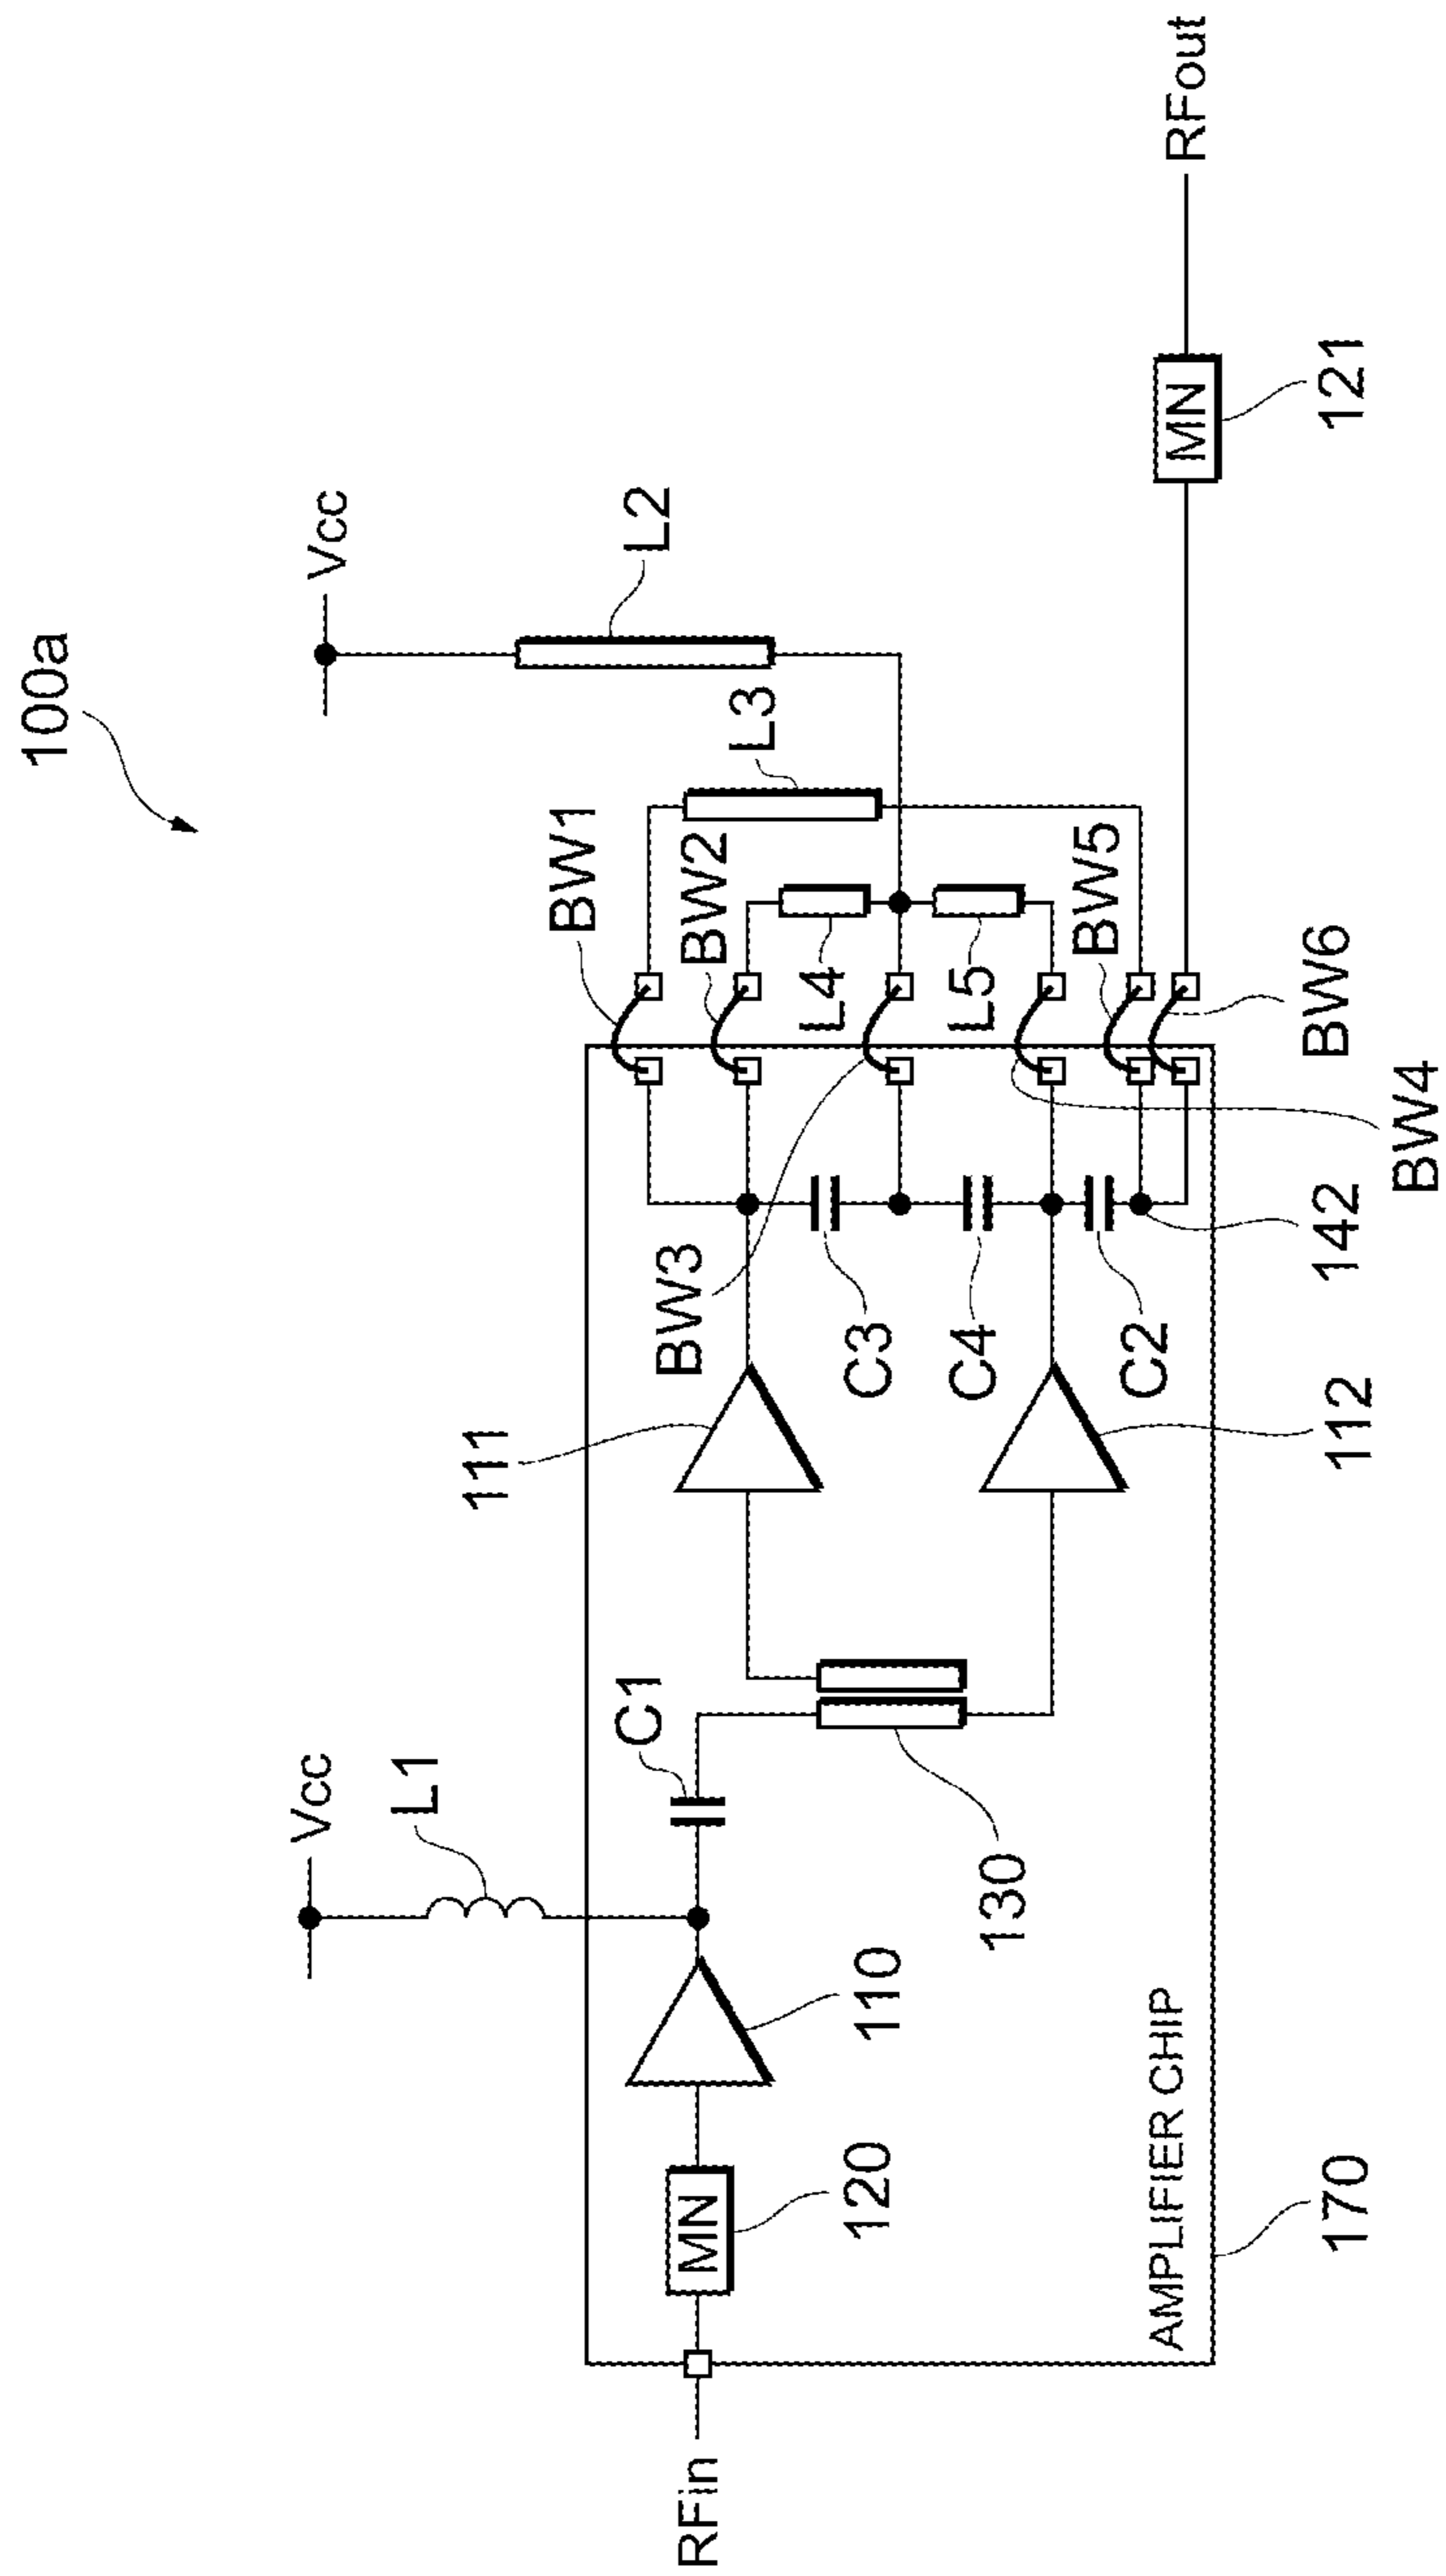 100a
Vcc
Vcc
L1
L2
C1
111
BW1
L3
BW2
BW3
L4
C3
L5
C4
BW5
C2
RFin
MN
120
110
130
112
142
BW6
BW4
AMPLIFIER CHIP
170
MN
121
RFout